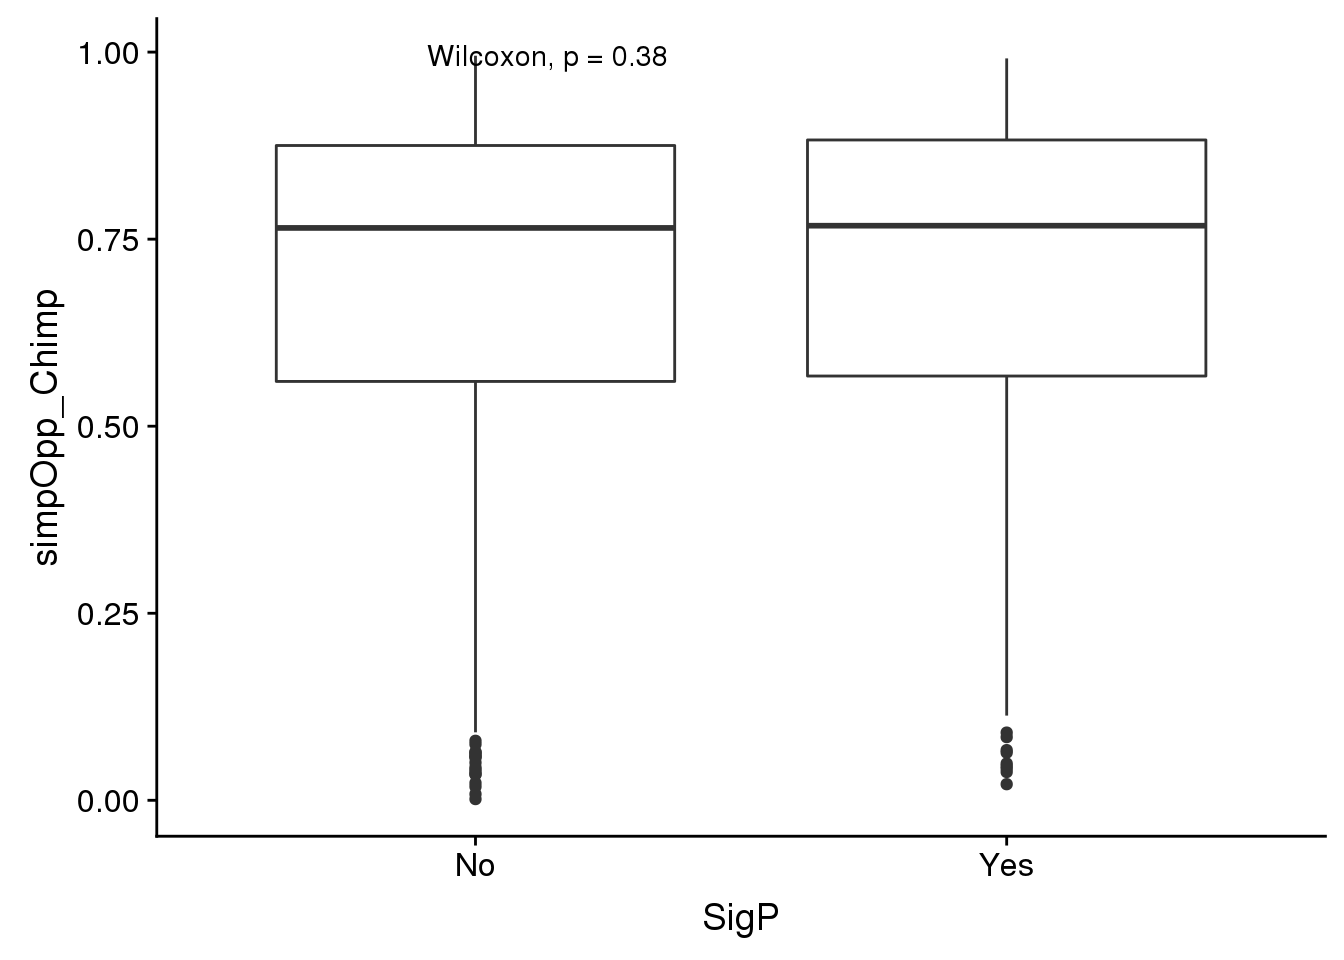 simpOpp_Chimp
1.00
0.75
0.50
0.25
0.00
Wilcoxon, p = 0.38
No
Yes
SigP